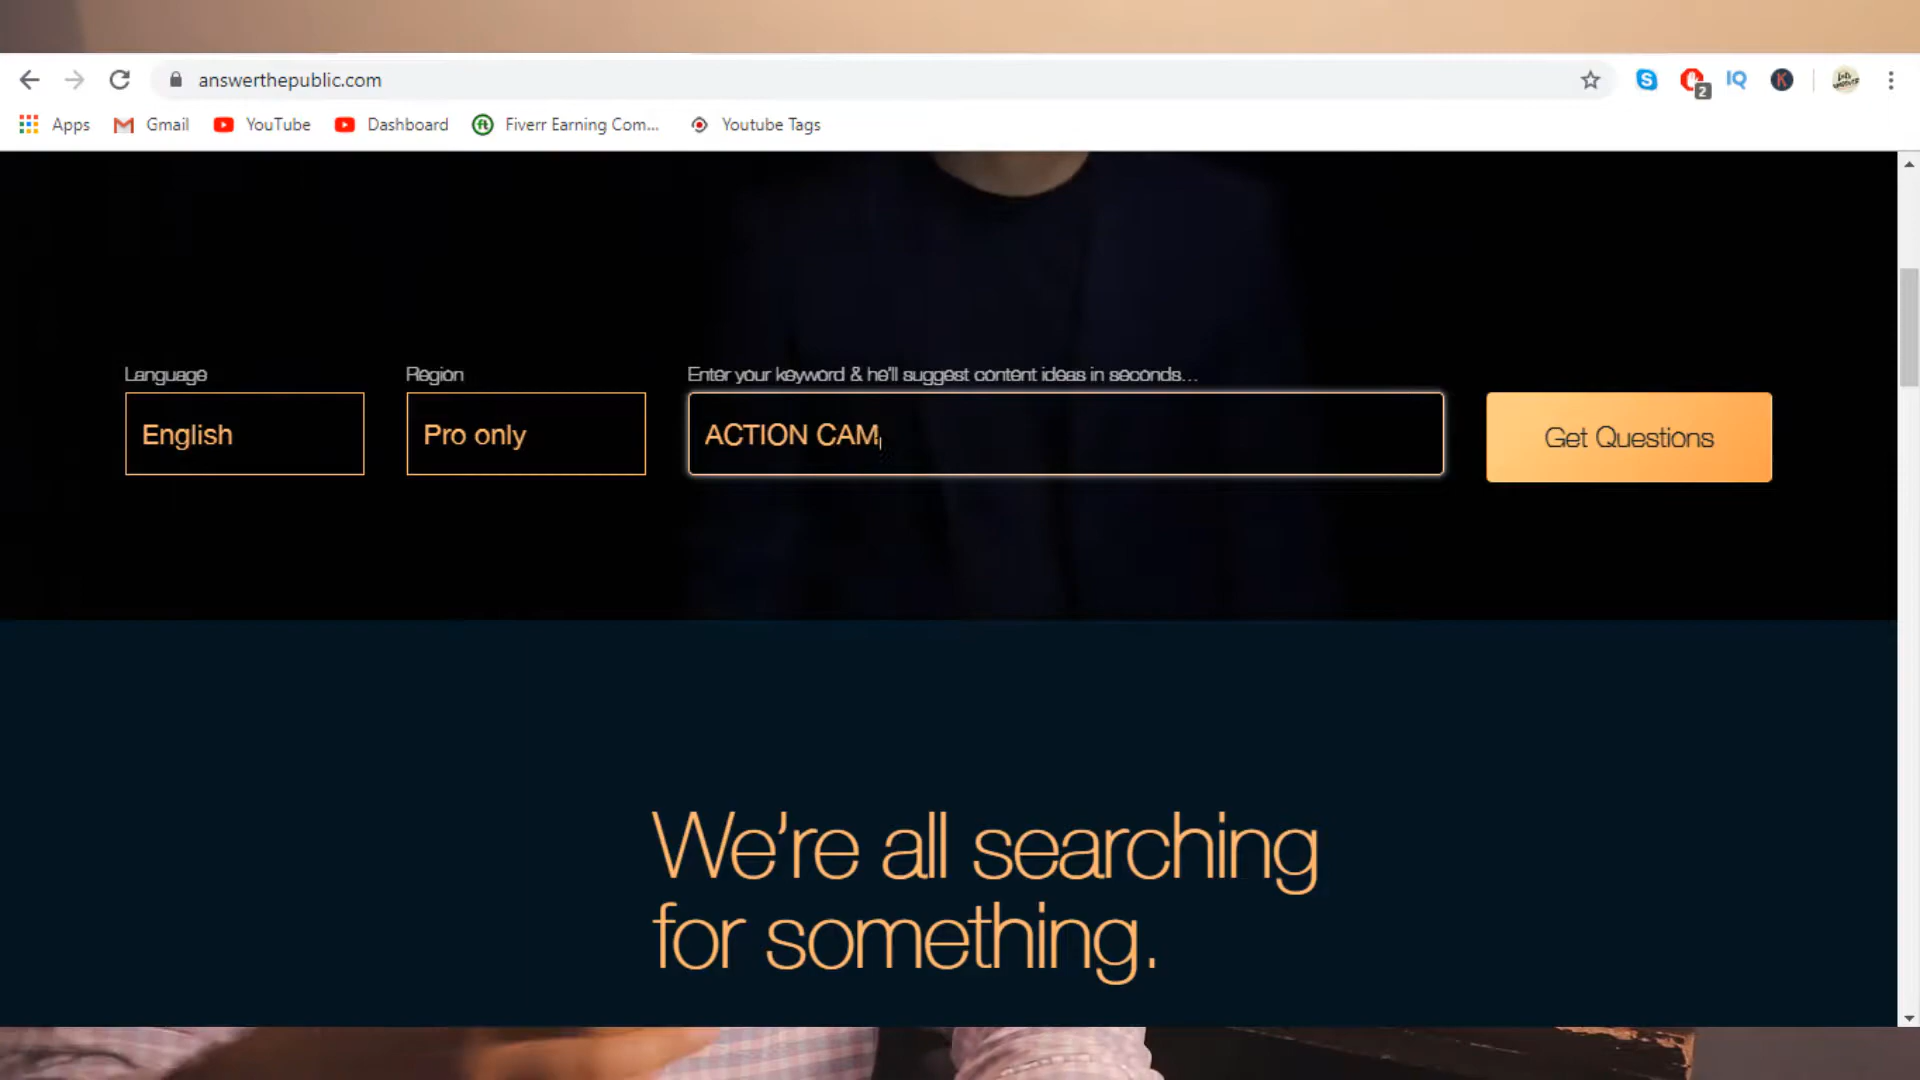 answerthepublic.com
2
Apps Gmail YouTube Dashboard Fiverr Earning Com... Youtube Tags
Language Region Enter your keyword & he'll suggest content ideas in seconds...
English Pro only ACTION CAM Get Questions
We're all searching
for something.